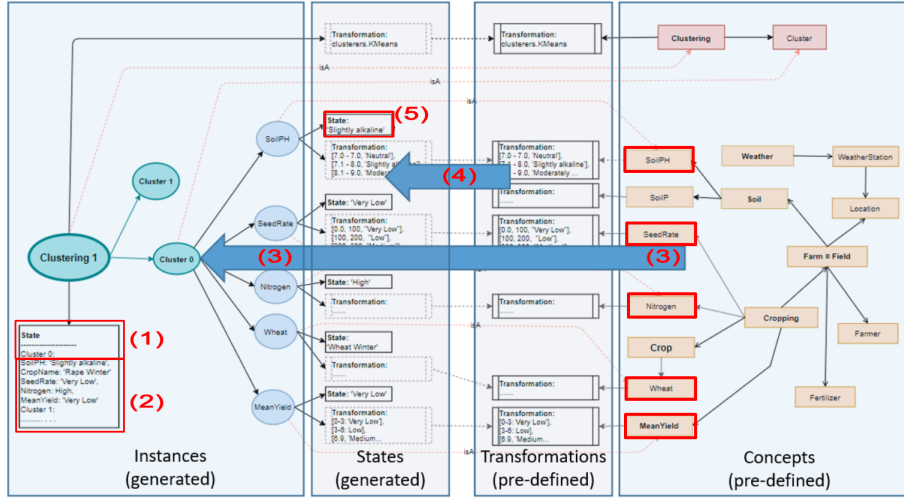 Transformation:
clusterers.KMeans
Transformation:
clusterers.KMeans
Clustering
Cluster
isA
isA
isA
(5)
State:
'Slightly alkaline'
SoilPH
Transformation:
[7.0 - 7.0, 'Neutral'],
[7.1 - 8.0, 'Slightly alkaline'],
[8.1 - 9.0, 'Moderately
Transformation:
[7.0 - 7.0, 'Neutral'],
[7.1 - 8.0, 'Slightly alkaline'],
- 9.0, 'Moderately ...
(4)
SoilPH
Weather
WeatherStation
Cluster 1
Transformation:
.......
SoilP
Soil
Location
State: 'Very Low'
SeedRate
Transformation:
[0.0, 100, 'Very Low'],
[100, 200, "Low'],
Transformation:
[0.0, 100, 'Very Low'],
[100, 200, "Low'],
SeedRate
Clustering 1
Cluster 0
(3)
(3)
Farm = Field
isA
State: 'High'
Nitrogen
Transformation:
.......
Transformation:
.......
Nitrogen
Cropping
State
---------------------
Cluster 0:
(1)
SoilPH: 'Slightly alkaline'
CropName: 'Rape Winter'
SeedRate: 'Very Low',
Nitrogen: High,
MeanYield: 'Very Low'
Cluster 1:
.......... . . .
(2)
Wheat
State:
'Wheat Winter'
Transformation:
.......
Transformation:
.......
Crop
Wheat
Farmer
Fertilizer
State: 'Very Low'
MeanYield
Transformation:
[0-3: Very Low'],
[3-6: Low],
[6.9, 'Medium...
Transformation:
[0-3: Very Low'],
[3-6: Low],
[6.9, 'Medium...
MeanYield
isA
isA
Instances
(generated)
States
(generated)
Transformations
(pre-defined)
Concepts
(pre-defined)